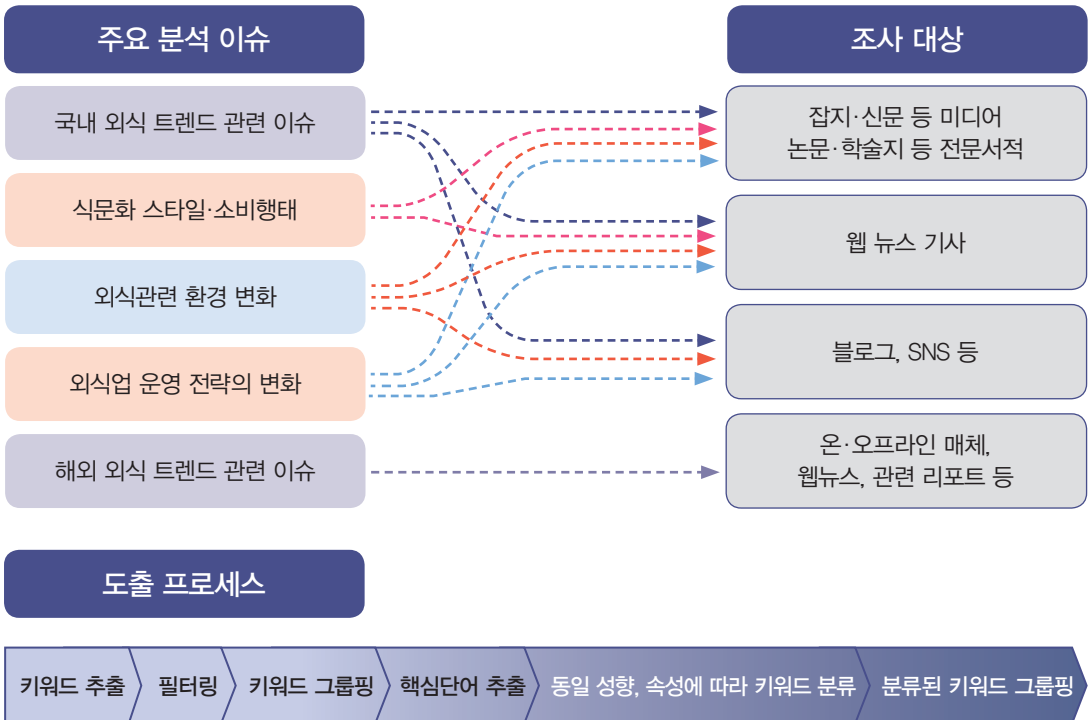 주요 분석 이슈
조사 대상
국내 외식 트렌드 관련 이슈
식문화 스타일·소비행태
외식관련 환경 변화
외식업 운영 전략의 변화
해외 외식 트렌드 관련 이슈
잡지·신문 등 미디어
논문·학술지 등 전문서적
웹 뉴스 기사
블로그, SNS 등
온·오프라인 매체,
웹뉴스, 관련 리포트 등
도출 프로세스
키워드 추출
필터링
키워드 그룹핑
핵심단어 추출
동일 성향, 속성에 따라 키워드 분류
분류된 키워드 그룹핑